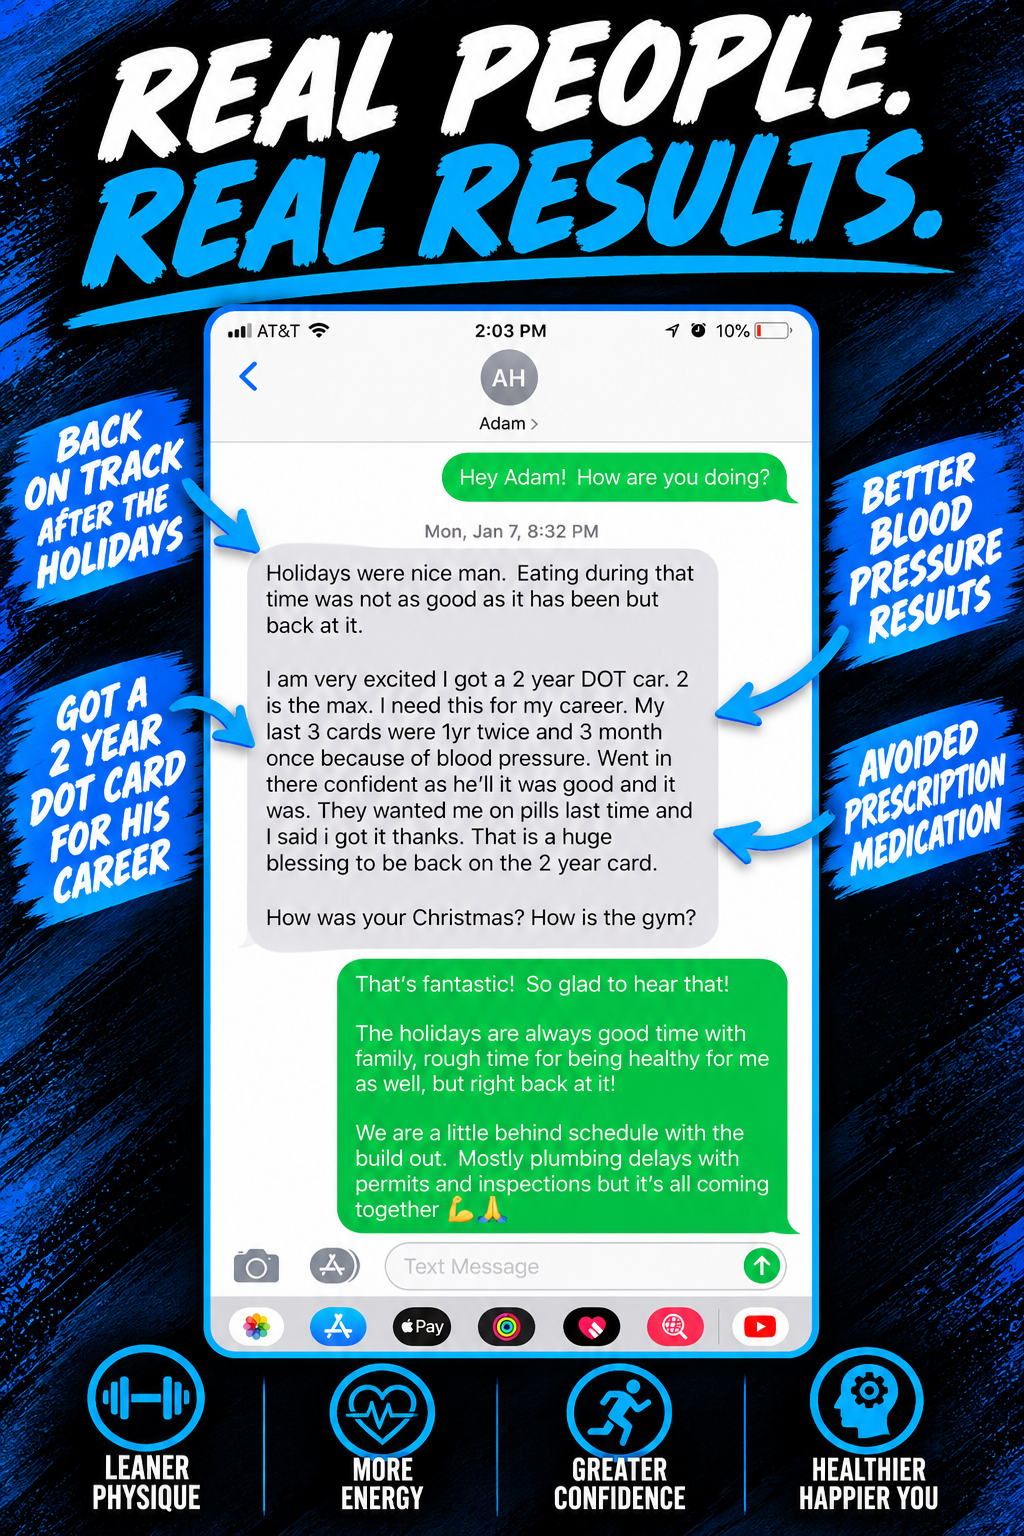 REAL PEOPLE.
REAL RESULTS.
AT&T
2:03 PM
10%
AH
Adam >
Hey Adam!  How are you doing?
Mon, Jan 7, 8:32 PM
Holidays were nice man.  Eating during that
time was not as good as it has been but
back at it.
I am very excited I got a 2 year DOT car. 2
is the max. I need this for my career. My
last 3 cards were 1yr twice and 3 month
once because of blood pressure. Went in
there confident as he'll it was good and it
was. They wanted me on pills last time and
I said i got it thanks. That is a huge
blessing to be back on the 2 year card.
How was your Christmas? How is the gym?
That's fantastic!  So glad to hear that!
The holidays are always good time with
family, rough time for being healthy for me
as well, but right back at it!
We are a little behind schedule with the
build out.  Mostly plumbing delays with
permits and inspections but it's all coming
together 💪🙏
Text Message
Pay
BACK
ON TRACK
AFTER THE
HOLIDAYS
GOT A
2 YEAR
DOT CARD
FOR HIS
CAREER
BETTER
BLOOD
PRESSURE
RESULTS
AVOIDED
PRESCRIPTION
MEDICATION
LEANER
PHYSIQUE
MORE
ENERGY
GREATER
CONFIDENCE
HEALTHIER
HAPPIER YOU